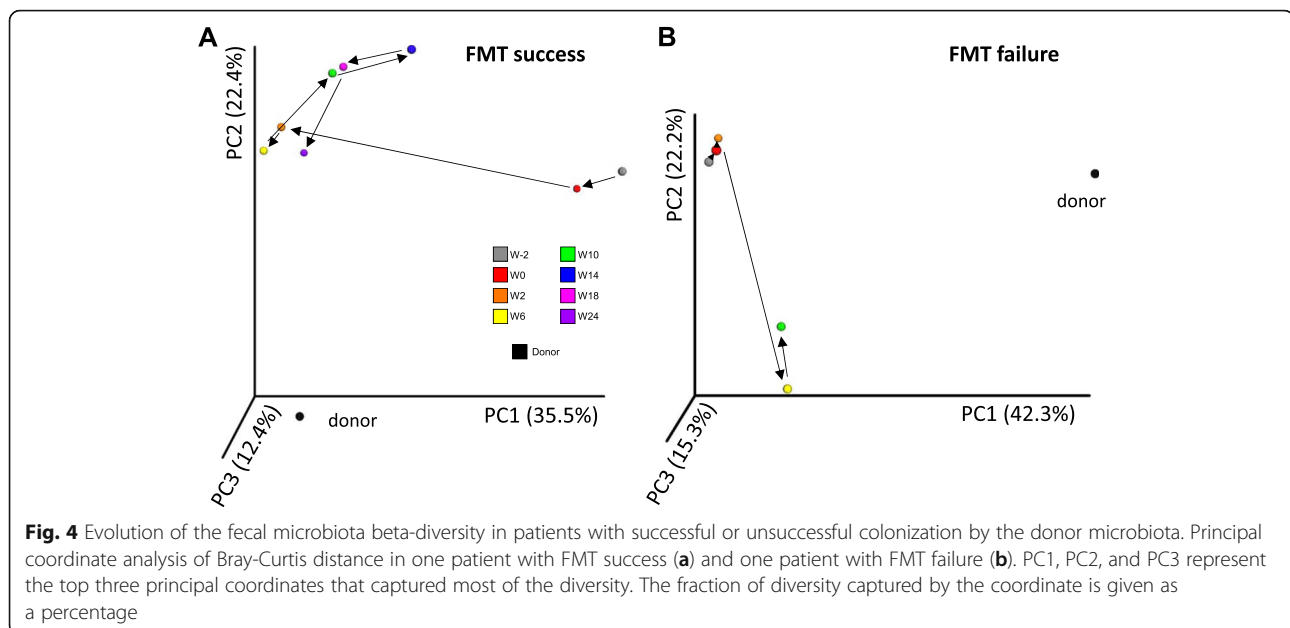 A
FMT success
PC2 (22.4%)
W-2
W10
W0
W14
W2
W18
W6
W24
Donor
donor
PC1 (35.5%)
PC3 (12.4%)
B
FMT failure
PC2 (22.2%)
donor
PC1 (42.3%)
PC3 (15.3%)
Fig. 4 Evolution of the fecal microbiota beta-diversity in patients with successful or unsuccessful colonization by the donor microbiota. Principal
coordinate analysis of Bray-Curtis distance in one patient with FMT success (a) and one patient with FMT failure (b). PC1, PC2, and PC3 represent
the top three principal coordinates that captured most of the diversity. The fraction of diversity captured by the coordinate is given as
a percentage